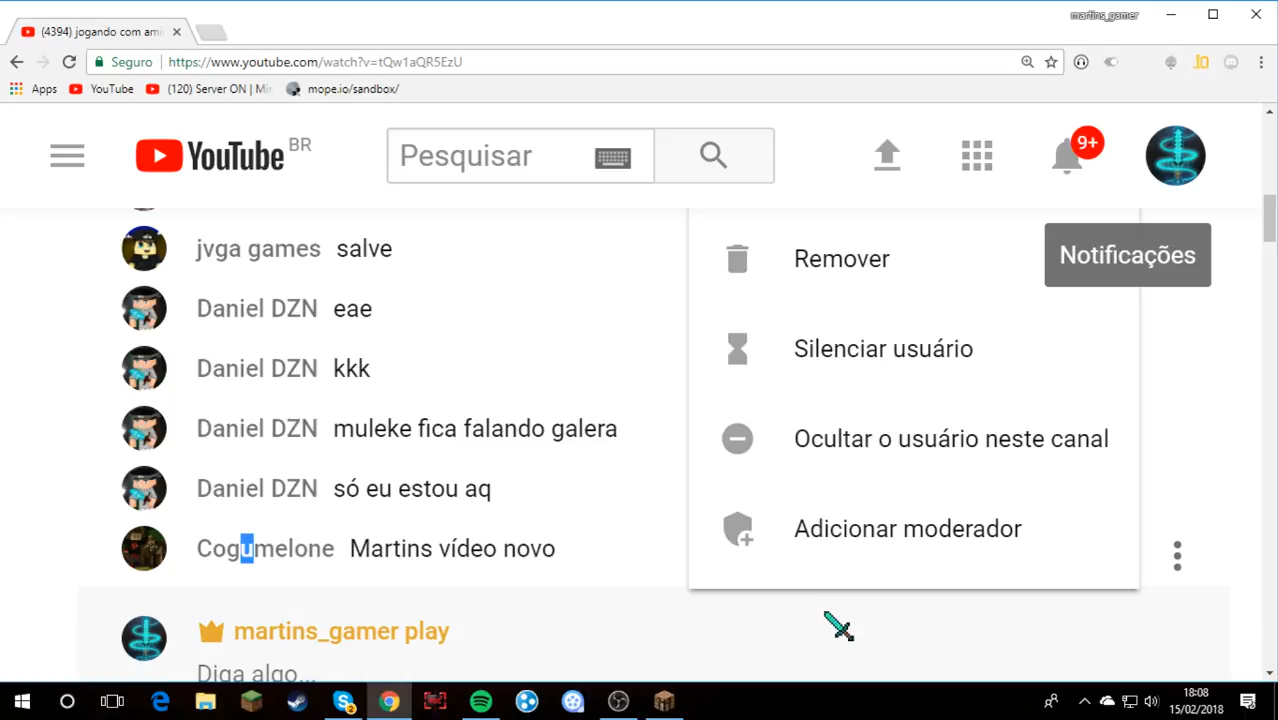 martins_gamer
(4394) jogando com ami
Seguro https://www.youtube.com/watch?v=tQw1aQR5EzU
Apps YouTube (120) Server ON | Min mope.io/sandbox/
YouTube BR Pesquisar 9+
Notificações
jvga games salve
Daniel DZN eae
Daniel DZN kkk
Daniel DZN muleke fica falando galera
Daniel DZN só eu estou aq
Cogumelone Martins vídeo novo
Remover
Silenciar usuário
Ocultar o usuário neste canal
Adicionar moderador
martins_gamer play
Diga algo...
2
18:08
15/02/2018